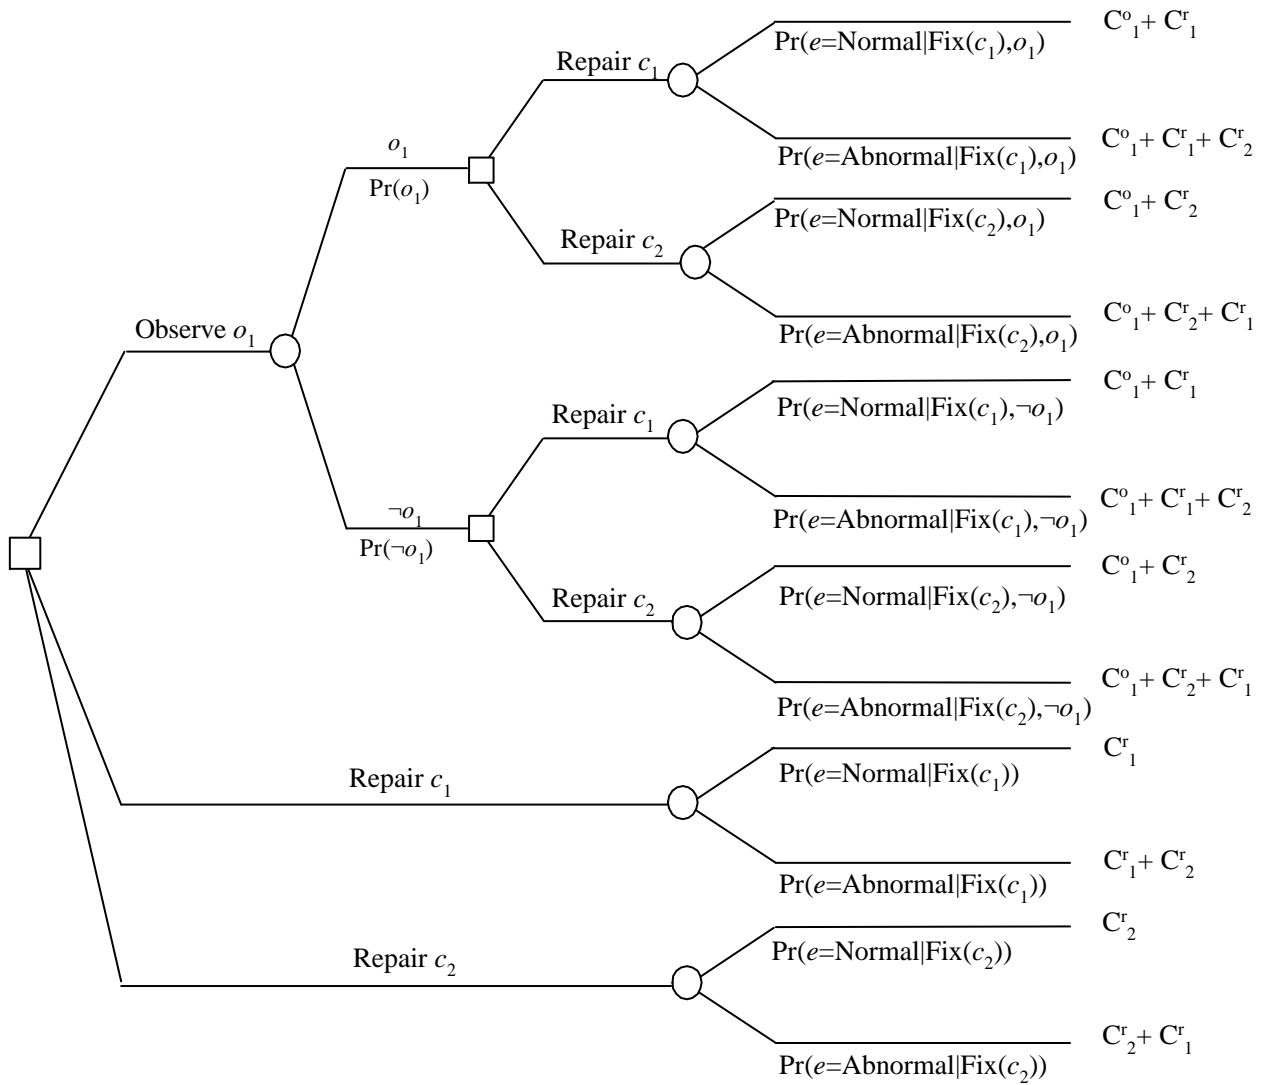 Cᵒ₁+ Cʳ₁
Pr(e=Normal|Fix(c₁),o₁)
Repair c₁
Cᵒ₁+ Cʳ₁+ Cʳ₂
Pr(e=Abnormal|Fix(c₁),o₁)
o₁
Pr(o₁)
Cᵒ₁+ Cʳ₂
Pr(e=Normal|Fix(c₂),o₁)
Repair c₂
Cᵒ₁+ Cʳ₂+ Cʳ₁
Pr(e=Abnormal|Fix(c₂),o₁)
Observe o₁
Cᵒ₁+ Cʳ₁
Pr(e=Normal|Fix(c₁),¬o₁)
Repair c₁
Cᵒ₁+ Cʳ₁+ Cʳ₂
Pr(e=Abnormal|Fix(c₁),¬o₁)
¬o₁
Pr(¬o₁)
Cᵒ₁+ Cʳ₂
Pr(e=Normal|Fix(c₂),¬o₁)
Repair c₂
Cᵒ₁+ Cʳ₂+ Cʳ₁
Pr(e=Abnormal|Fix(c₂),¬o₁)
Cʳ₁
Pr(e=Normal|Fix(c₁))
Repair c₁
Cʳ₁+ Cʳ₂
Pr(e=Abnormal|Fix(c₁))
Cʳ₂
Pr(e=Normal|Fix(c₂))
Repair c₂
Cʳ₂+ Cʳ₁
Pr(e=Abnormal|Fix(c₂))